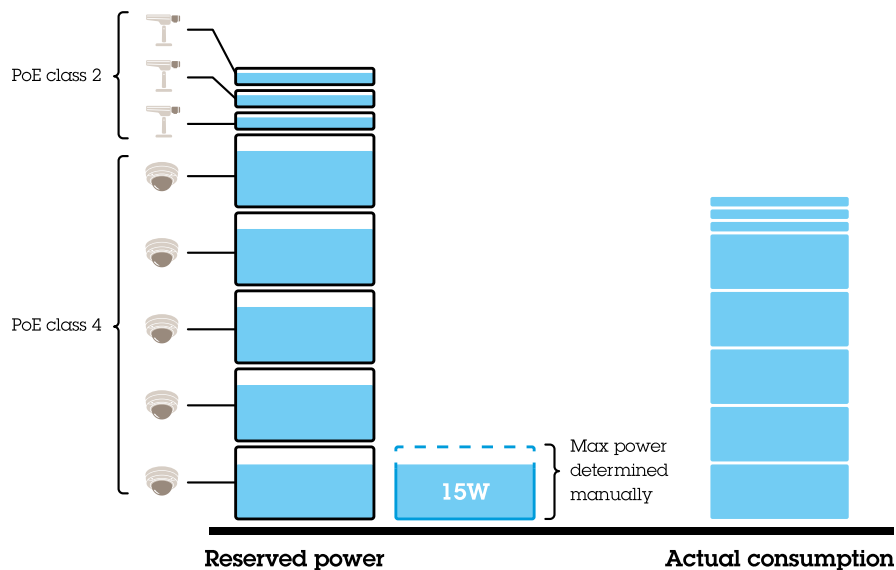 PoE class 2
PoE class 4
15W
Max power
determined
manually
Reserved power
Actual consumption